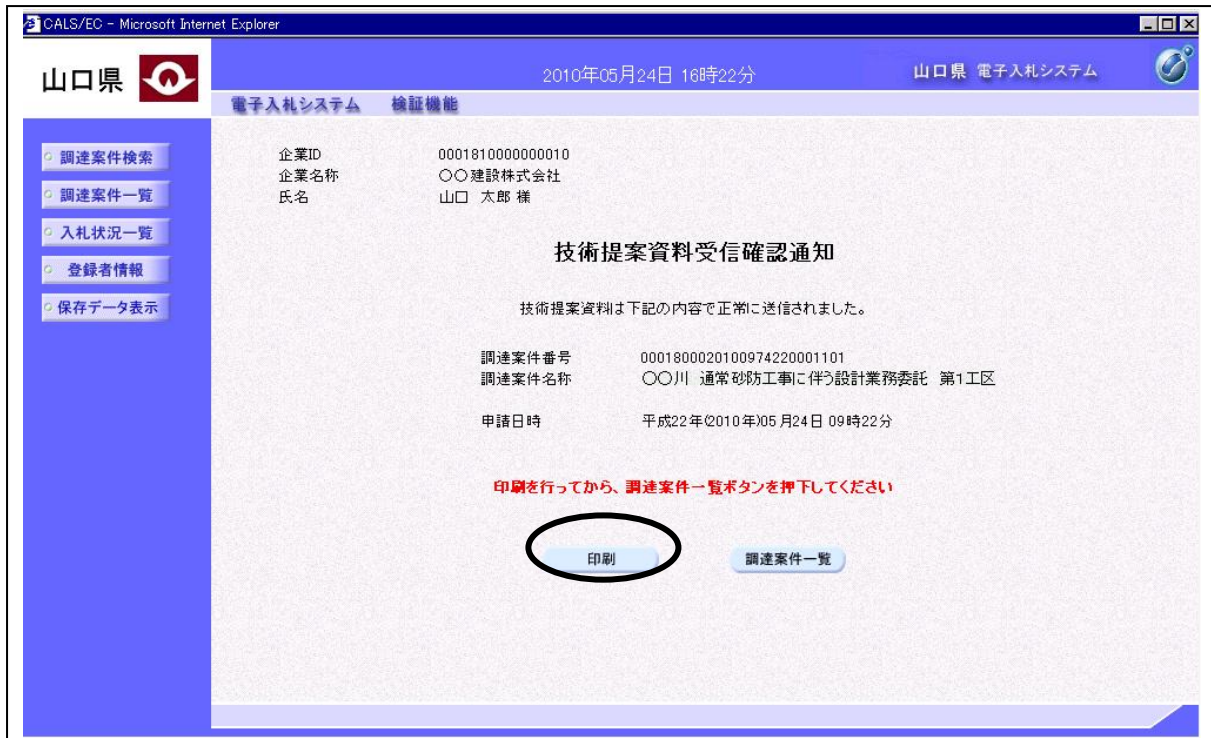 CALS/EC - Microsoft Internet Explorer
山口県
2010年05月24日 16時22分
山口県 電子入札システム
電子入札システム 検証機能
調達案件検索
調達案件一覧
入札状況一覧
登録者情報
保存データ表示
企業ID 0001810000000010
企業名称 〇〇建設株式会社
氏名 山口 太郎 様
技術提案資料受信確認通知
技術提案資料は下記の内容で正常に送信されました。
調達案件番号 0001800020100974220001101
調達案件名称 〇〇川 通常砂防工事に伴う設計業務委託 第1工区
申請日時 平成22年(2010年)05月24日 09時22分
印刷を行ってから、調達案件一覧ボタンを押下してください
印刷 調達案件一覧